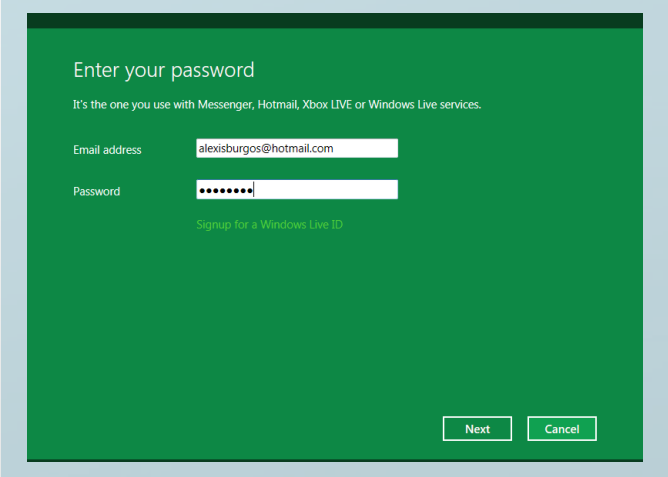 Enter your password
It's the one you use with Messenger, Hotmail, Xbox LIVE or Windows Live services.
Email address alexisburgos@hotmail.com
Password ●●●●●●●●
Signup for a Windows Live ID
Next Cancel